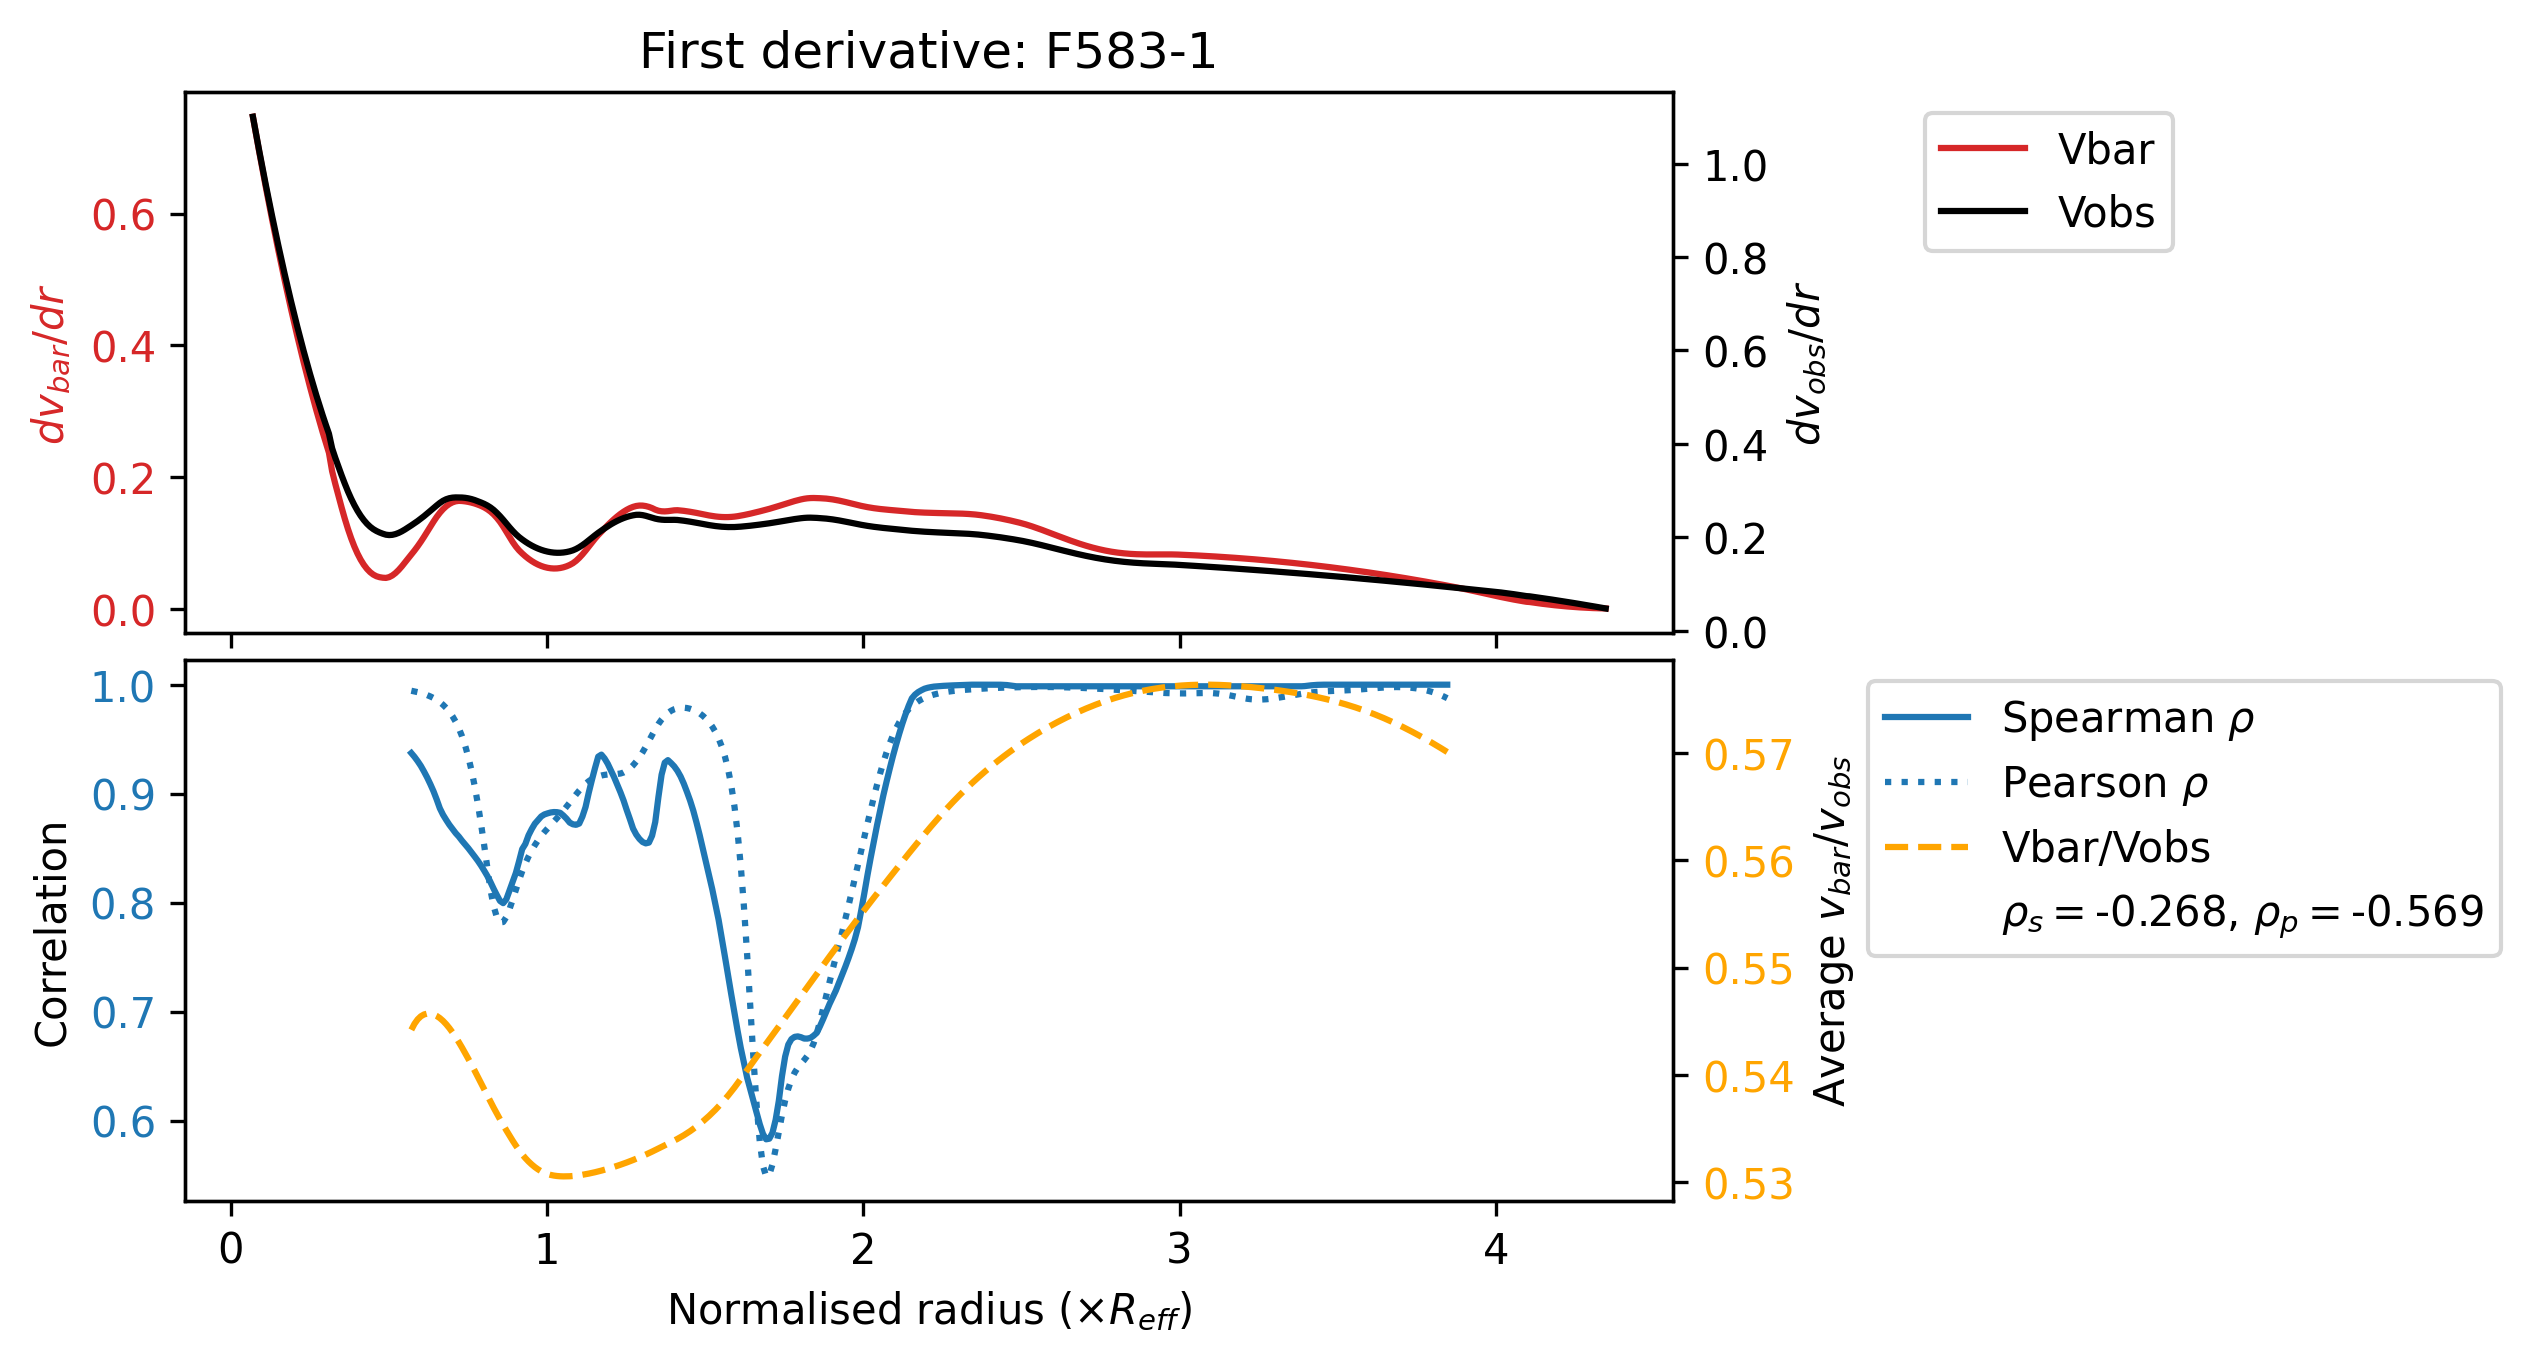 First derivative: F583-1
dv_bar/dr
0.6
0.4
0.2
0.0
1.0
0.8
0.6
0.4
0.2
0.0
dv_obs/dr
Vbar
Vobs
Correlation
1.0
0.9
0.8
0.7
0.6
0.57
0.56
0.55
0.54
0.53
Average v_bar/v_obs
Spearman ρ
Pearson ρ
Vbar/Vobs
ρ_s = -0.268, ρ_p = -0.569
0 1 2 3 4
Normalised radius (×R_eff)